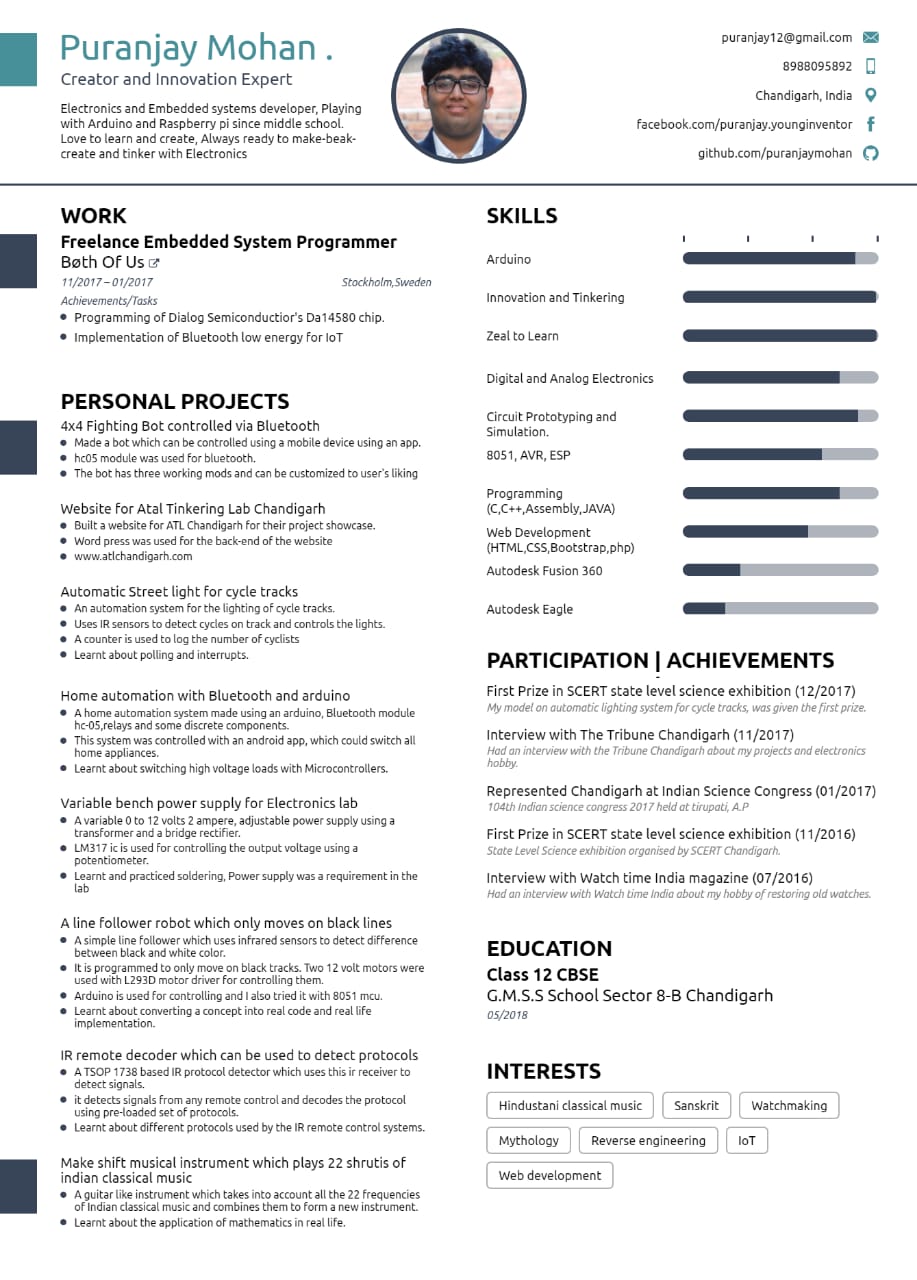 Puranjay Mohan .
Creator and Innovation Expert
Electronics and Embedded systems developer, Playing
with Arduino and Raspberry pi since middle school.
Love to learn and create, Always ready to make-beak-
create and tinker with Electronics
puranjay12@gmail.com
8988095892
Chandigarh, India
facebook.com/puranjay.younginventor
github.com/puranjaymohan
WORK
Freelance Embedded System Programmer
Bøth Of Us
11/2017 – 01/2017 Stockholm,Sweden
Achievements/Tasks
Programming of Dialog Semiconductior's Da14580 chip.
Implementation of Bluetooth low energy for IoT
PERSONAL PROJECTS
4x4 Fighting Bot controlled via Bluetooth
Made a bot which can be controlled using a mobile device using an app.
hc05 module was used for bluetooth.
The bot has three working mods and can be customized to user's liking
Website for Atal Tinkering Lab Chandigarh
Built a website for ATL Chandigarh for their project showcase.
Word press was used for the back-end of the website
www.atlchandigarh.com
Automatic Street light for cycle tracks
An automation system for the lighting of cycle tracks.
Uses IR sensors to detect cycles on track and controls the lights.
A counter is used to log the number of cyclists
Learnt about polling and interrupts.
Home automation with Bluetooth and arduino
A home automation system made using an arduino, Bluetooth module
hc-05,relays and some discrete components.
This system was controlled with an android app, which could switch all
home appliances.
Learnt about switching high voltage loads with Microcontrollers.
Variable bench power supply for Electronics lab
A variable 0 to 12 volts 2 ampere, adjustable power supply using a
transformer and a bridge rectifier.
LM317 ic is used for controlling the output voltage using a
potentiometer.
Learnt and practiced soldering, Power supply was a requirement in the
lab
A line follower robot which only moves on black lines
A simple line follower which uses infrared sensors to detect difference
between black and white color.
It is programmed to only move on black tracks. Two 12 volt motors were
used with L293D motor driver for controlling them.
Arduino is used for controlling and I also tried it with 8051 mcu.
Learnt about converting a concept into real code and real life
implementation.
IR remote decoder which can be used to detect protocols
A TSOP 1738 based IR protocol detector which uses this ir receiver to
detect signals.
it detects signals from any remote control and decodes the protocol
using pre-loaded set of protocols.
Learnt about different protocols used by the IR remote control systems.
Make shift musical instrument which plays 22 shrutis of
indian classical music
A guitar like instrument which takes into account all the 22 frequencies
of Indian classical music and combines them to form a new instrument.
Learnt about the application of mathematics in real life.
SKILLS
Arduino
Innovation and Tinkering
Zeal to Learn
Digital and Analog Electronics
Circuit Prototyping and
Simulation.
8051, AVR, ESP
Programming
(C,C++,Assembly,JAVA)
Web Development
(HTML,CSS,Bootstrap,php)
Autodesk Fusion 360
Autodesk Eagle
PARTICIPATION | ACHIEVEMENTS
First Prize in SCERT state level science exhibition (12/2017)
My model on automatic lighting system for cycle tracks, was given the first prize.
Interview with The Tribune Chandigarh (11/2017)
Had an interview with the Tribune Chandigarh about my projects and electronics
hobby.
Represented Chandigarh at Indian Science Congress (01/2017)
104th Indian science congress 2017 held at tirupati, A.P
First Prize in SCERT state level science exhibition (11/2016)
State Level Science exhibition organised by SCERT Chandigarh.
Interview with Watch time India magazine (07/2016)
Had an interview with Watch time India about my hobby of restoring old watches.
EDUCATION
Class 12 CBSE
G.M.S.S School Sector 8-B Chandigarh
05/2018
INTERESTS
Hindustani classical music Sanskrit Watchmaking
Mythology Reverse engineering IoT
Web development